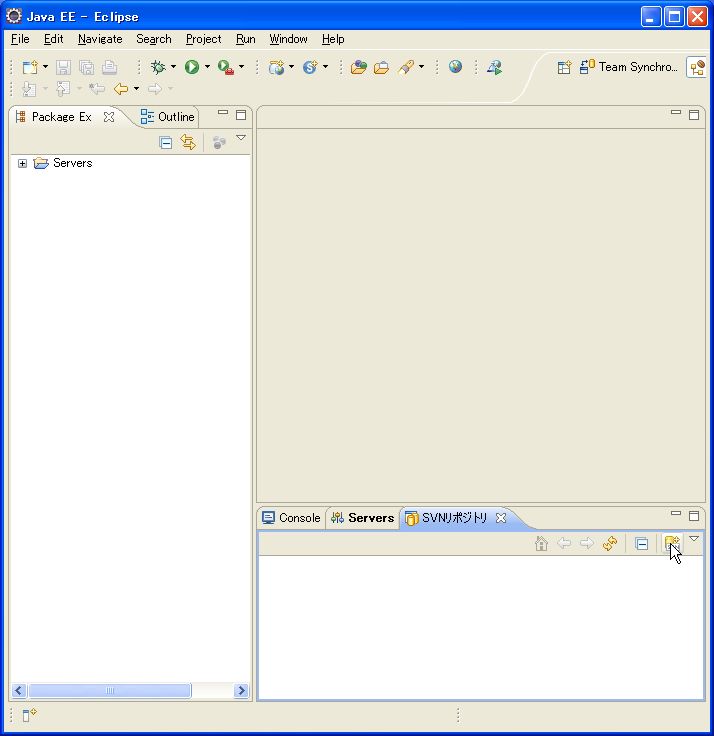 Java EE - Eclipse
File Edit Navigate Search Project Run Window Help
Team Synchro...
Package Ex Outline
Servers
Console Servers SVNリポジトリ